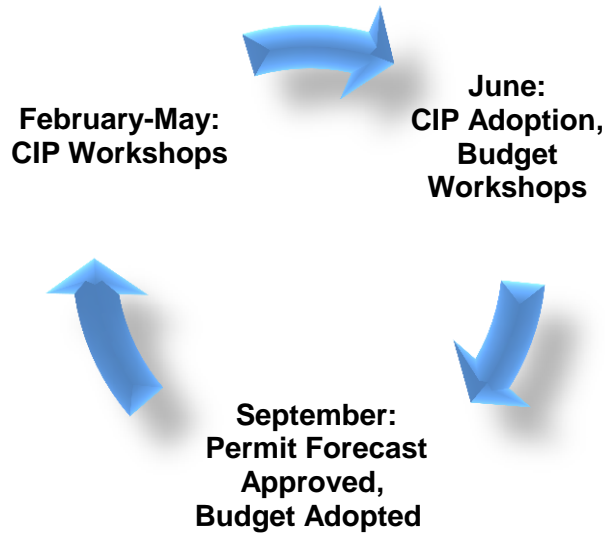 February-May:
CIP Workshops
June:
CIP Adoption,
Budget
Workshops
September:
Permit Forecast
Approved,
Budget Adopted